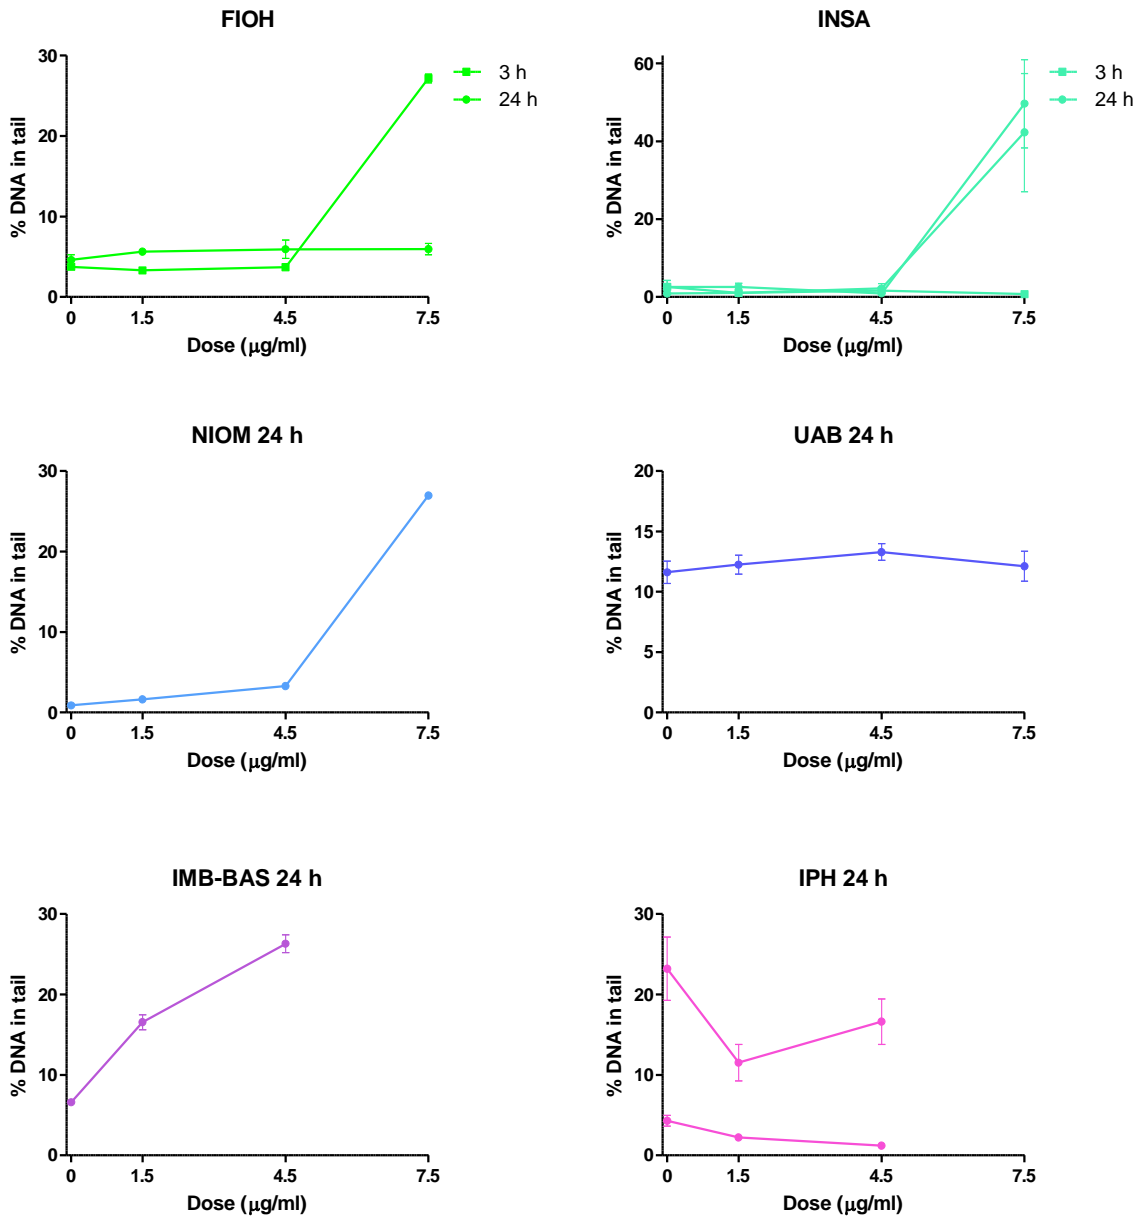 FIOH
30
20
10
0
% DNA in tail
0 1.5 4.5 7.5
Dose (μg/ml)
3 h
24 h
INSA
60
40
20
0
% DNA in tail
0 1.5 4.5 7.5
Dose (μg/ml)
3 h
24 h
NIOM 24 h
30
20
10
0
% DNA in tail
0 1.5 4.5 7.5
Dose (μg/ml)
UAB 24 h
20
15
10
5
0
% DNA in tail
0 1.5 4.5 7.5
Dose (μg/ml)
IMB-BAS 24 h
30
20
10
0
% DNA in tail
0 1.5 4.5 7.5
Dose (μg/ml)
IPH 24 h
30
20
10
0
% DNA in tail
0 1.5 4.5 7.5
Dose (μg/ml)